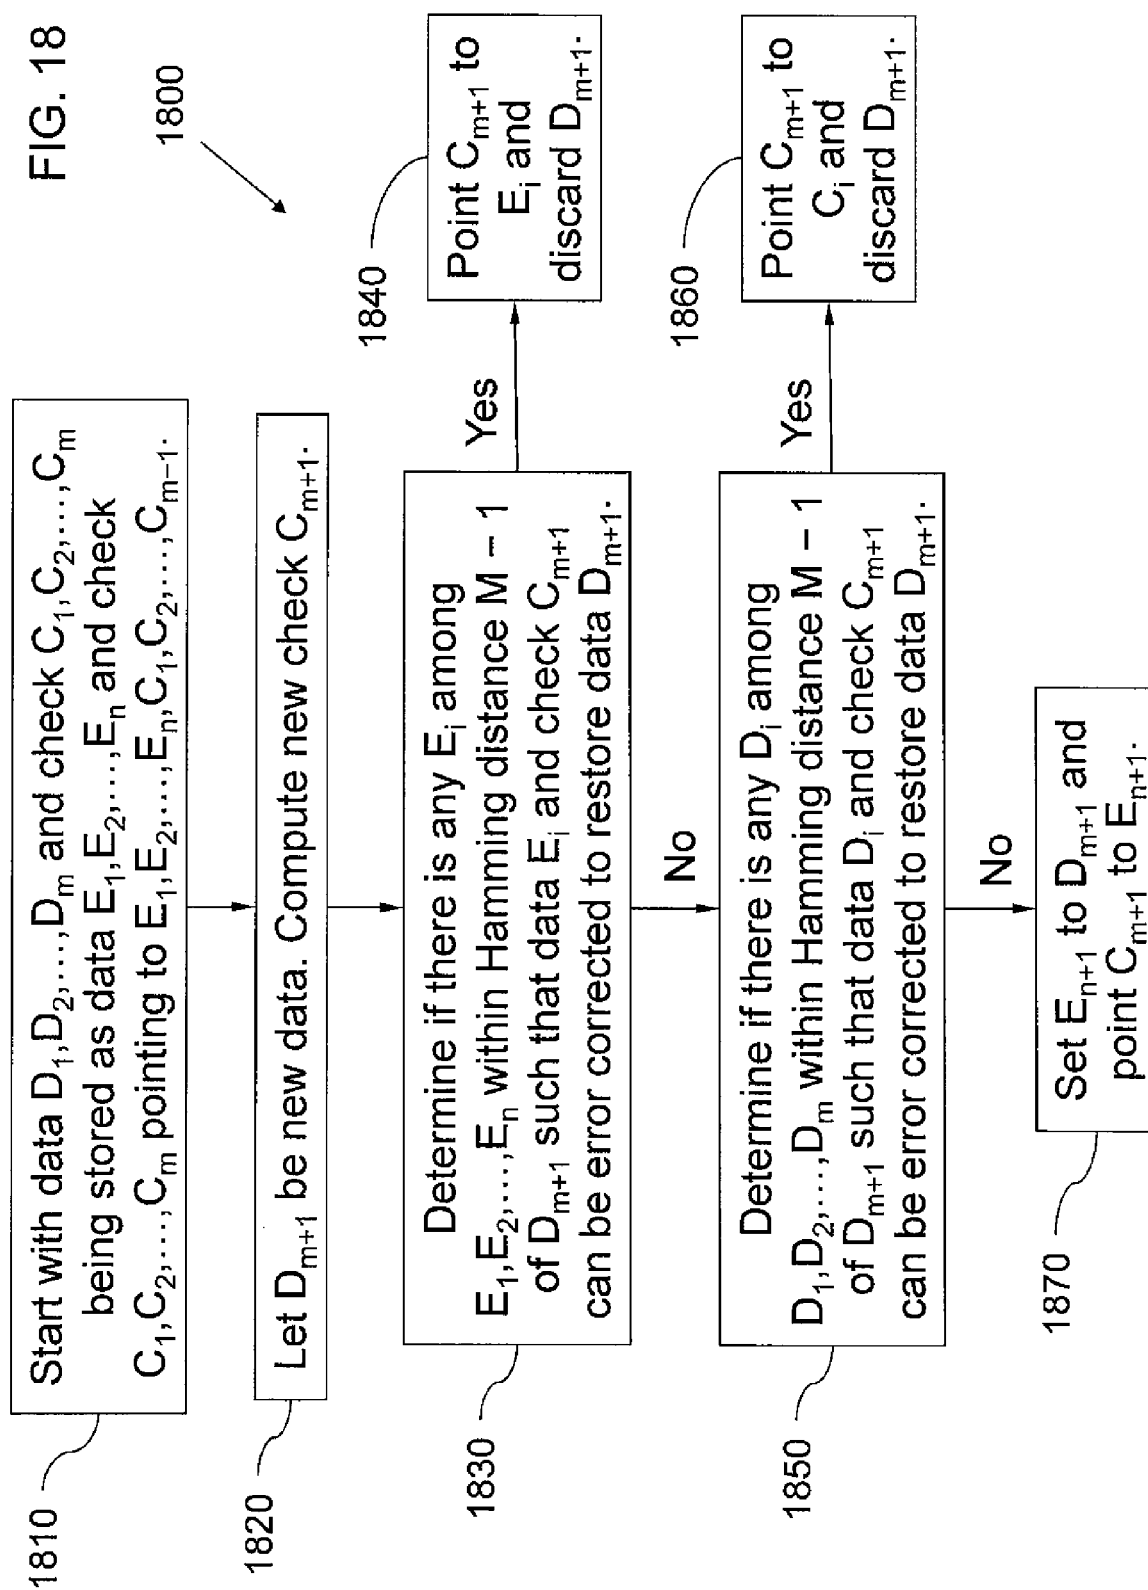 FIG. 18
1800
1810
Start with data D₁,D₂,...,Dₘ and check C₁,C₂,...,Cₘ
being stored as data E₁,E₂,...,Eₙ and check
C₁,C₂,...,Cₘ pointing to E₁,E₂,...,Eₙ,C₁,C₂,...,Cₘ₋₁.
1820
Let Dₘ₊₁ be new data. Compute new check Cₘ₊₁.
1830
Determine if there is any Eᵢ among
E₁,E₂,...,Eₙ within Hamming distance M – 1
of Dₘ₊₁ such that data Eᵢ and check Cₘ₊₁
can be error corrected to restore data Dₘ₊₁.
Yes
1840
Point Cₘ₊₁ to
Eᵢ and
discard Dₘ₊₁.
No
1850
Determine if there is any Dᵢ among
D₁,D₂,...,Dₘ within Hamming distance M – 1
of Dₘ₊₁ such that data Dᵢ and check Cₘ₊₁
can be error corrected to restore data Dₘ₊₁.
Yes
1860
Point Cₘ₊₁ to
Cᵢ and
discard Dₘ₊₁.
No
1870
Set Eₙ₊₁ to Dₘ₊₁ and
point Cₘ₊₁ to Eₙ₊₁.